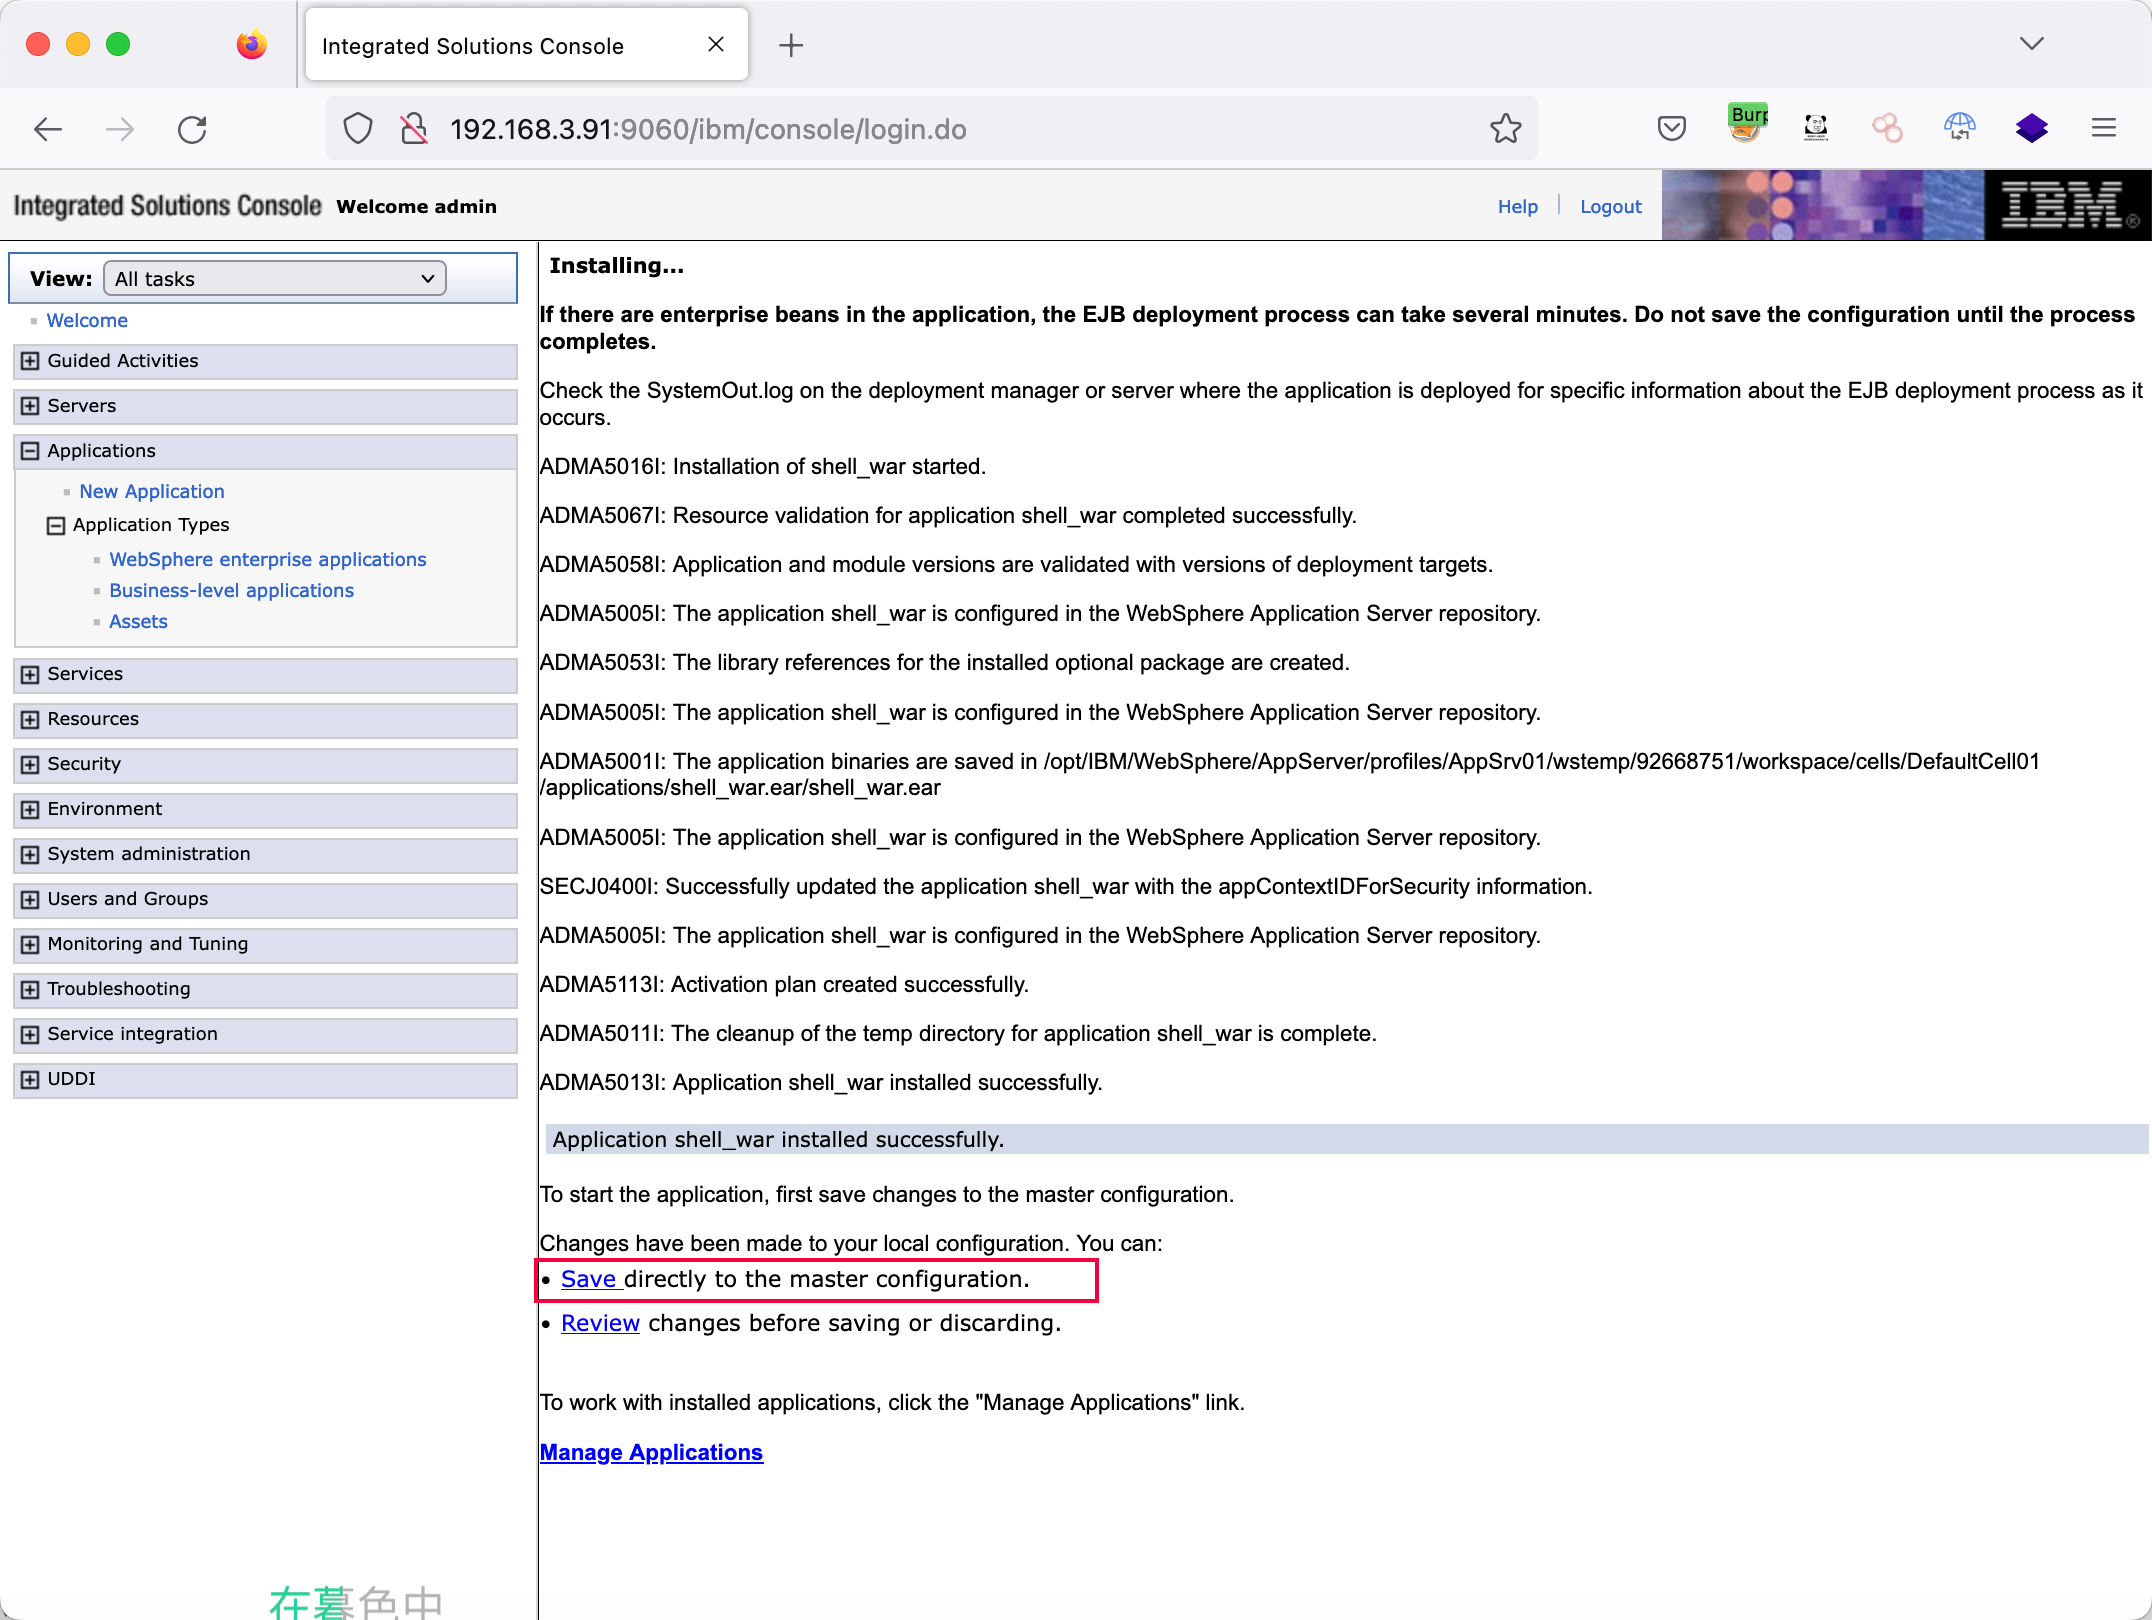 Integrated Solutions Console
192.168.3.91:9060/ibm/console/login.do
Burp
Integrated Solutions Console Welcome admin
Help
Logout
IBM®
View: All tasks
Welcome
Guided Activities
Servers
Applications
New Application
Application Types
WebSphere enterprise applications
Business-level applications
Assets
Services
Resources
Security
Environment
System administration
Users and Groups
Monitoring and Tuning
Troubleshooting
Service integration
UDDI
Installing...
If there are enterprise beans in the application, the EJB deployment process can take several minutes. Do not save the configuration until the process
completes.
Check the SystemOut.log on the deployment manager or server where the application is deployed for specific information about the EJB deployment process as it
occurs.
ADMA5016I: Installation of shell_war started.
ADMA5067I: Resource validation for application shell_war completed successfully.
ADMA5058I: Application and module versions are validated with versions of deployment targets.
ADMA5005I: The application shell_war is configured in the WebSphere Application Server repository.
ADMA5053I: The library references for the installed optional package are created.
ADMA5005I: The application shell_war is configured in the WebSphere Application Server repository.
ADMA5001I: The application binaries are saved in /opt/IBM/WebSphere/AppServer/profiles/AppSrv01/wstemp/92668751/workspace/cells/DefaultCell01
/applications/shell_war.ear/shell_war.ear
ADMA5005I: The application shell_war is configured in the WebSphere Application Server repository.
SECJ0400I: Successfully updated the application shell_war with the appContextIDForSecurity information.
ADMA5005I: The application shell_war is configured in the WebSphere Application Server repository.
ADMA5113I: Activation plan created successfully.
ADMA5011I: The cleanup of the temp directory for application shell_war is complete.
ADMA5013I: Application shell_war installed successfully.
Application shell_war installed successfully.
To start the application, first save changes to the master configuration.
Changes have been made to your local configuration. You can:
• Save directly to the master configuration.
• Review changes before saving or discarding.
To work with installed applications, click the "Manage Applications" link.
Manage Applications
在暮色中